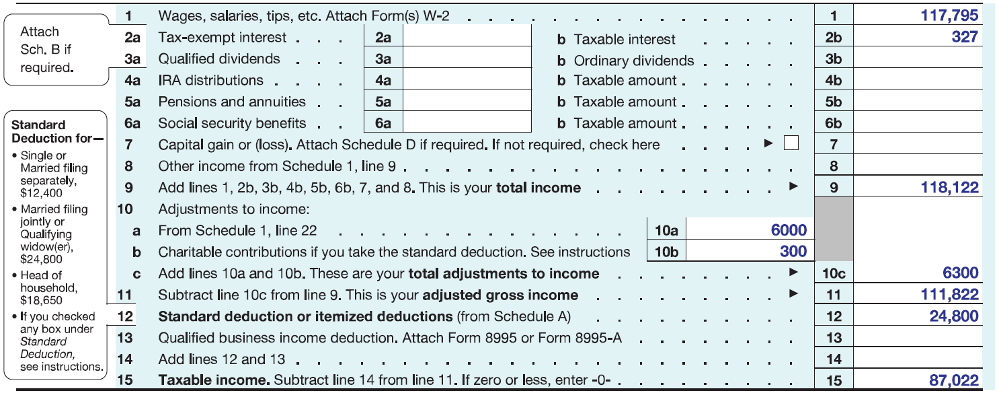 Attach
Sch. B if
required.
1 Wages, salaries, tips, etc. Attach Form(s) W-2 . . . . . . . . . . . . . . . . 1 117,795
2a Tax-exempt interest . . . 2a b Taxable interest . . . . . 2b 327
3a Qualified dividends . . . 3a b Ordinary dividends . . . . . 3b
4a IRA distributions . . . . 4a b Taxable amount . . . . . . 4b
5a Pensions and annuities . . 5a b Taxable amount . . . . . . 5b
6a Social security benefits . . 6a b Taxable amount . . . . . . 6b
Standard
Deduction for—
• Single or
Married filing
separately,
$12,400
• Married filing
jointly or
Qualifying
widow(er),
$24,800
• Head of
household,
$18,650
• If you checked
any box under
Standard
Deduction,
see instructions.
7 Capital gain or (loss). Attach Schedule D if required. If not required, check here . . . . ▶ 7
8 Other income from Schedule 1, line 9 . . . . . . . . . . . . . . . . . . . 8
9 Add lines 1, 2b, 3b, 4b, 5b, 6b, 7, and 8. This is your total income . . . . . . . . . ▶ 9 118,122
10 Adjustments to income:
a From Schedule 1, line 22 . . . . . . . . . . . . . . 10a 6000
b Charitable contributions if you take the standard deduction. See instructions 10b 300
c Add lines 10a and 10b. These are your total adjustments to income . . . . . . . . ▶ 10c 6300
11 Subtract line 10c from line 9. This is your adjusted gross income . . . . . . . . . ▶ 11 111,822
12 Standard deduction or itemized deductions (from Schedule A) . . . . . . . . . . 12 24,800
13 Qualified business income deduction. Attach Form 8995 or Form 8995-A . . . . . . . . 13
14 Add lines 12 and 13 . . . . . . . . . . . . . . . . . . . . . . . . 14
15 Taxable income. Subtract line 14 from line 11. If zero or less, enter -0- . . . . . . . . . 15 87,022